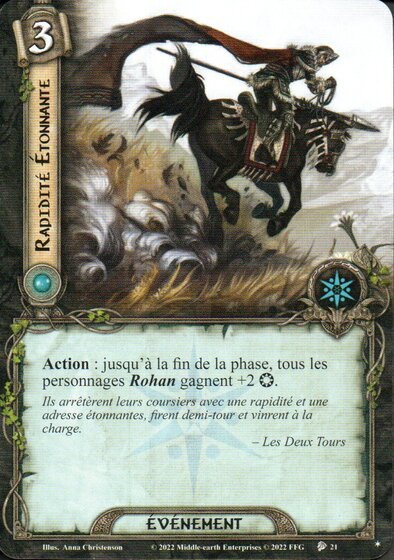 3
RAPIDITÉ ÉTONNANTE
Action : jusqu'à la fin de la phase, tous les
personnages Rohan gagnent +2 .
Ils arrêtèrent leurs coursiers avec une rapidité et une
adresse étonnantes, firent demi-tour et vinrent à la
charge.
– Les Deux Tours
ÉVÉNEMENT
Illus. Anna Christenson © 2022 Middle-earth Enterprises © 2022 FFG 21